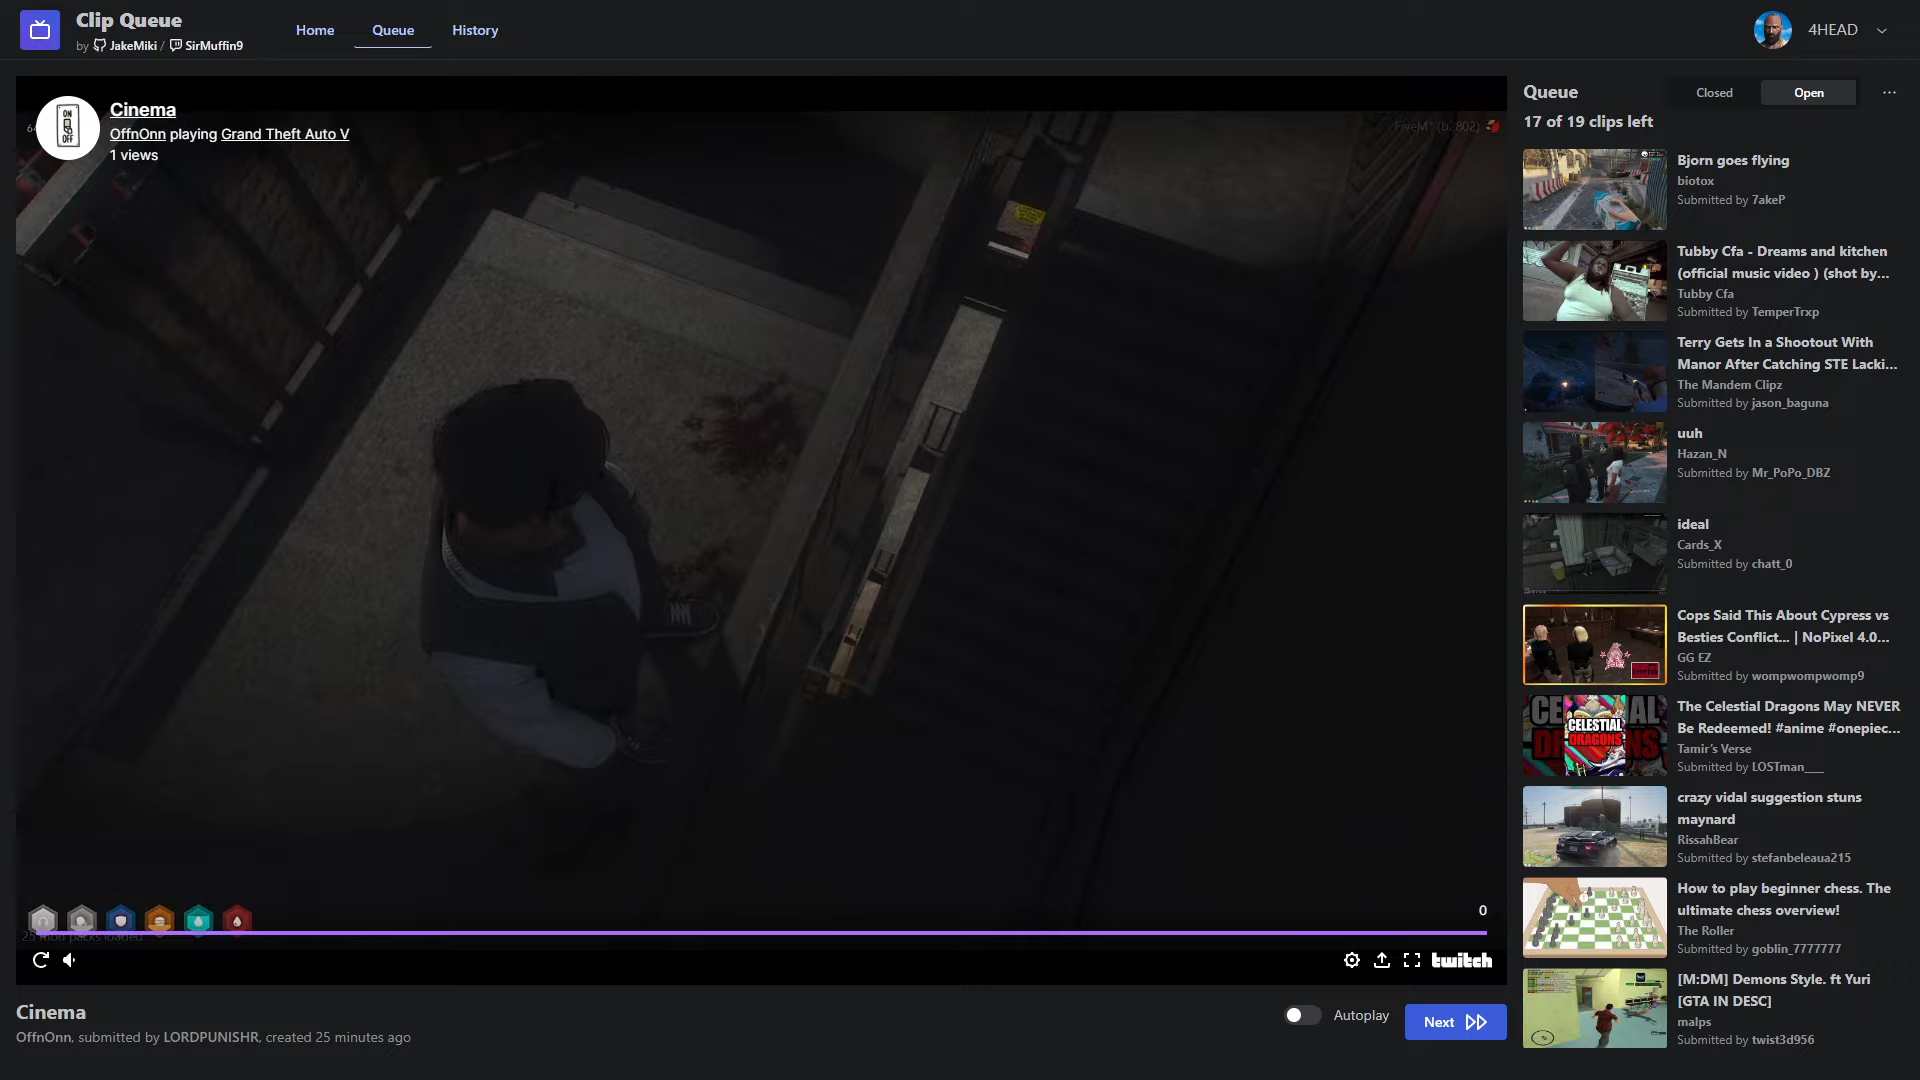 Clip Queue
by JakeMiki / SirMuffin9
Home
Queue
History
4HEAD
ON
OFF
Cinema
OffnOnn playing Grand Theft Auto V
1 views
25 mod packs loaded
0
twitch
Cinema
OffnOnn, submitted by LORDPUNISHR, created 25 minutes ago
Autoplay
Next
Queue
Closed
Open
17 of 19 clips left
Bjorn goes flying
biotox
Submitted by 7akeP
Tubby Cfa - Dreams and kitchen
(official music video ) (shot by...
Tubby Cfa
Submitted by TemperTrxp
Terry Gets In a Shootout With
Manor After Catching STE Lacki...
The Mandem Clipz
Submitted by jason_baguna
uuh
Hazan_N
Submitted by Mr_PoPo_DBZ
ideal
Cards_X
Submitted by chatt_0
Cops Said This About Cypress vs
Besties Conflict... | NoPixel 4.0...
GG EZ
Submitted by wompwompwomp9
CELESTIAL
DRAGONS
The Celestial Dragons May NEVER
Be Redeemed! #anime #onepiec...
Tamir's Verse
Submitted by LOSTman___
crazy vidal suggestion stuns
maynard
RissahBear
Submitted by stefanbeleaua215
How to play beginner chess. The
ultimate chess overview!
The Roller
Submitted by goblin_7777777
[M:DM] Demons Style. ft Yuri
[GTA IN DESC]
malps
Submitted by twist3d956